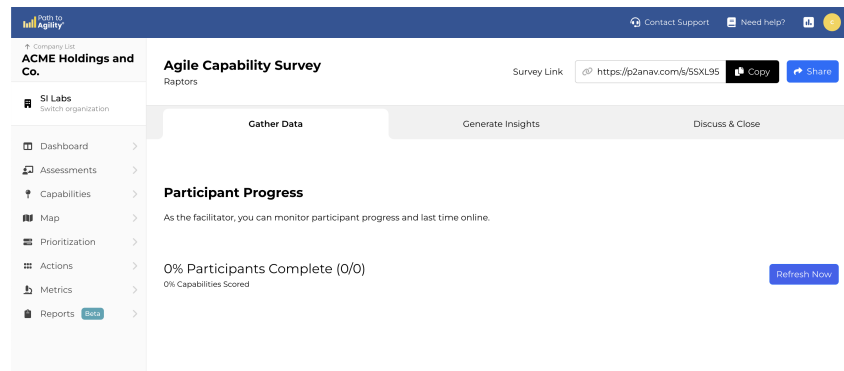 Path to
Agility®
Contact Support
Need help?
A
Company List
ACME Holdings and
Co.
SI Labs
Switch organization
Dashboard
Assessments
Capabilities
Map
Prioritization
Actions
Metrics
Reports Beta
Agile Capability Survey
Raptors
Survey Link
https://p2anav.com/s/5SXL95
Copy
Share
Gather Data
Generate Insights
Discuss & Close
Participant Progress
As the facilitator, you can monitor participant progress and last time online.
0% Participants Complete (0/0)
0% Capabilities Scored
Refresh Now